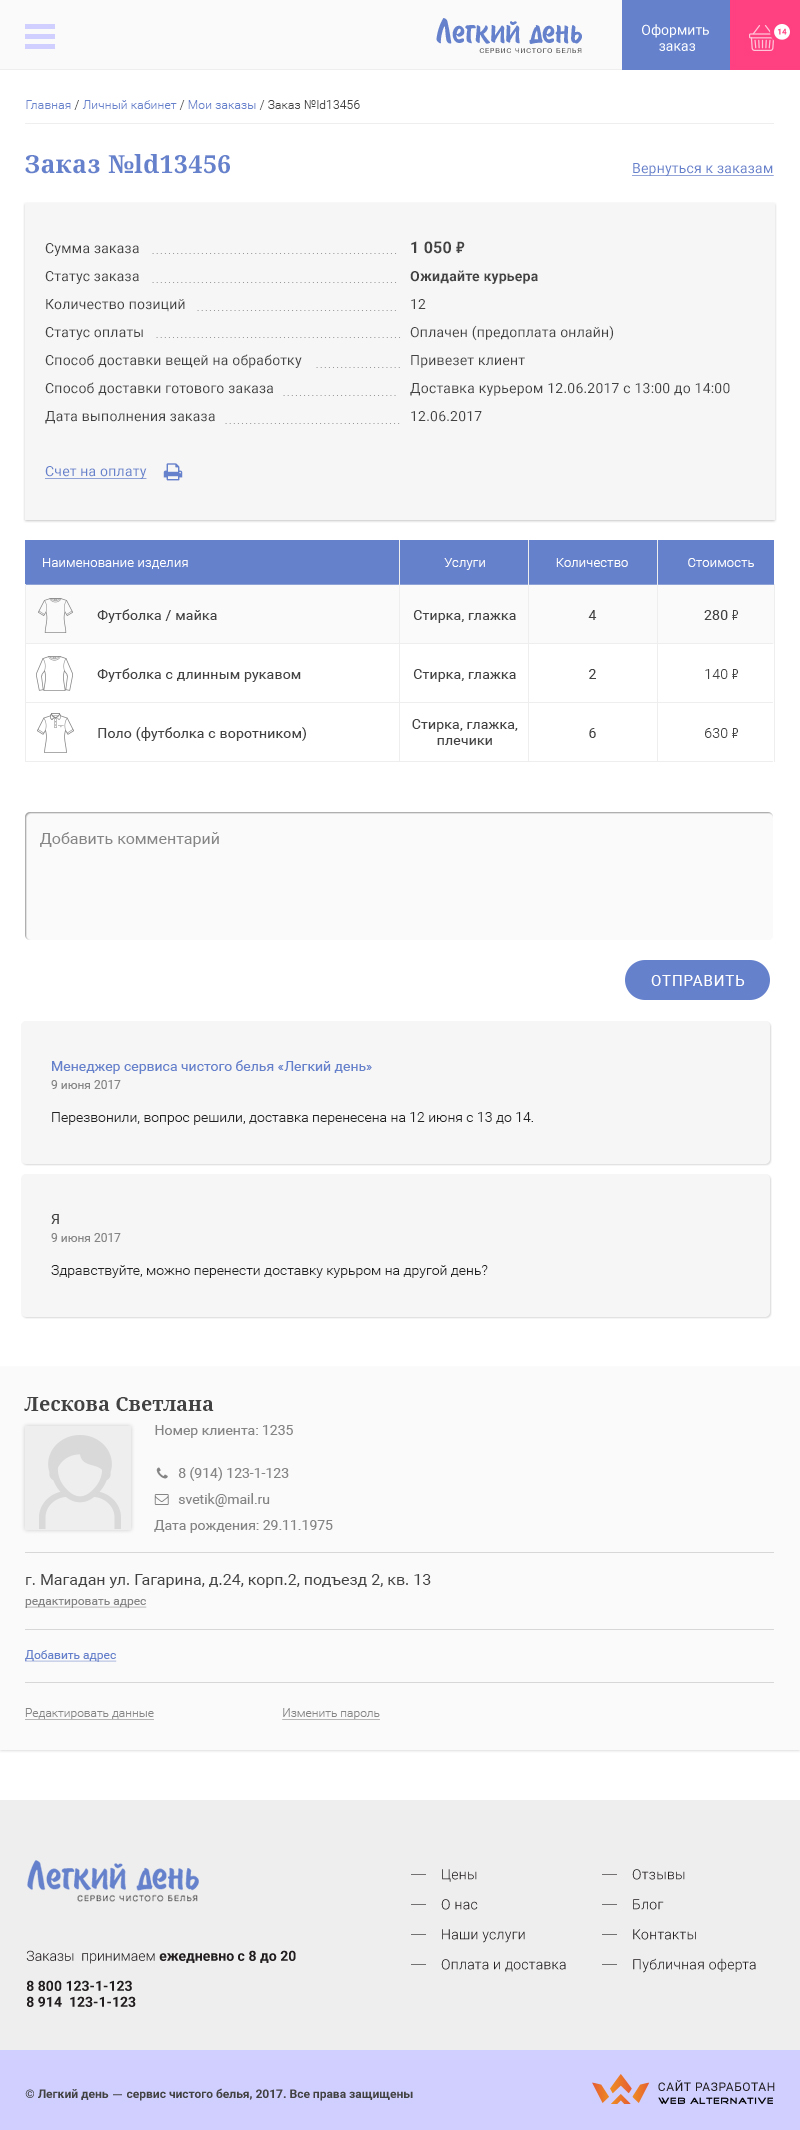 Легкий день
СЕРВИС ЧИСТОГО БЕЛЬЯ
Оформить
заказ
14
Главная / Личный кабинет / Мои заказы / Заказ №ld13456
Заказ №ld13456
Вернуться к заказам
Сумма заказа 1 050 ₽
Статус заказа Ожидайте курьера
Количество позиций 12
Статус оплаты Оплачен (предоплата онлайн)
Способ доставки вещей на обработку Привезет клиент
Способ доставки готового заказа Доставка курьером 12.06.2017 с 13:00 до 14:00
Дата выполнения заказа 12.06.2017
Счет на оплату
Наименование изделия Услуги Количество Стоимость
Футболка / майка Стирка, глажка 4 280 ₽
Футболка с длинным рукавом Стирка, глажка 2 140 ₽
Поло (футболка с воротником) Стирка, глажка, плечики 6 630 ₽
Добавить комментарий
ОТПРАВИТЬ
Менеджер сервиса чистого белья «Легкий день»
9 июня 2017
Перезвонили, вопрос решили, доставка перенесена на 12 июня с 13 до 14.
Я
9 июня 2017
Здравствуйте, можно перенести доставку курьром на другой день?
Лескова Светлана
Номер клиента: 1235
8 (914) 123-1-123
svetik@mail.ru
Дата рождения: 29.11.1975
г. Магадан ул. Гагарина, д.24, корп.2, подъезд 2, кв. 13
редактировать адрес
Добавить адрес
Редактировать данные Изменить пароль
Легкий день
СЕРВИС ЧИСТОГО БЕЛЬЯ
Заказы принимаем ежедневно с 8 до 20
8 800 123-1-123
8 914 123-1-123
— Цены
— О нас
— Наши услуги
— Оплата и доставка
— Отзывы
— Блог
— Контакты
— Публичная оферта
© Легкий день — сервис чистого белья, 2017. Все права защищены
САЙТ РАЗРАБОТАН
WEB ALTERNATIVE